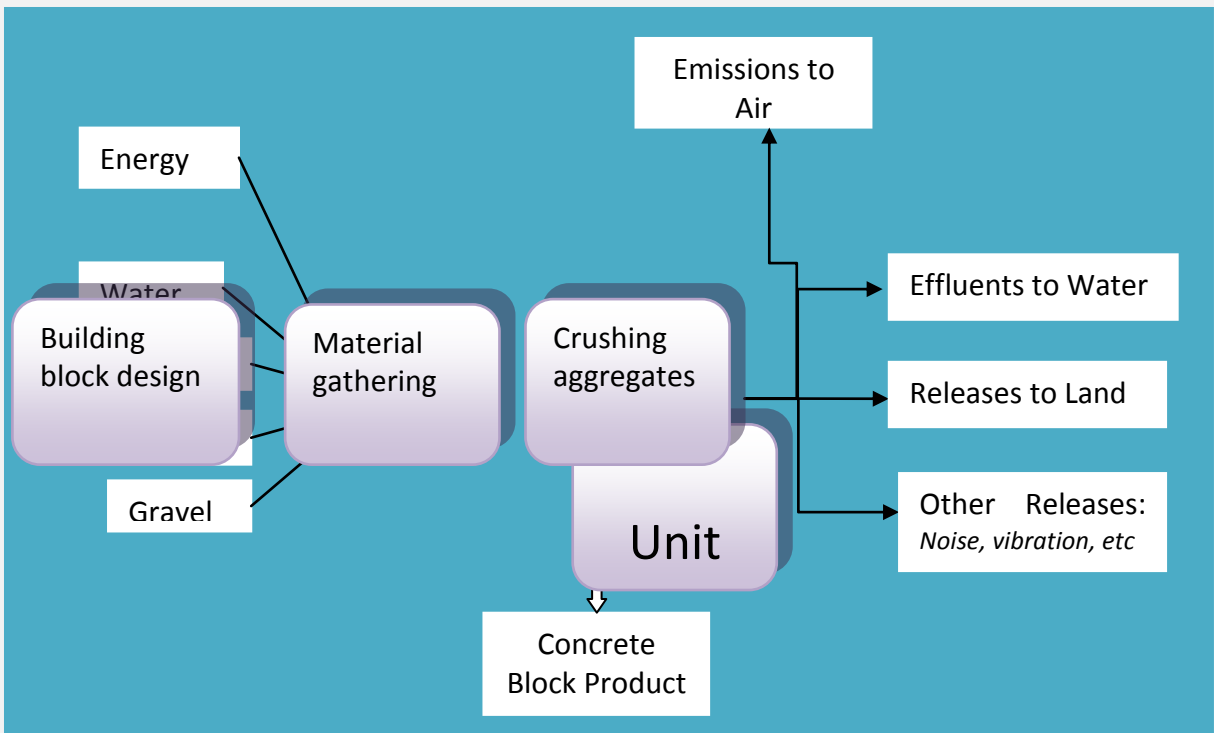 Emissions to
Air
Energy
Water
Effluents to Water
Building
block design
Material
gathering
Crushing
aggregates
Releases to Land
Gravel
Other Releases:
Noise, vibration, etc
Unit
Concrete
Block Product